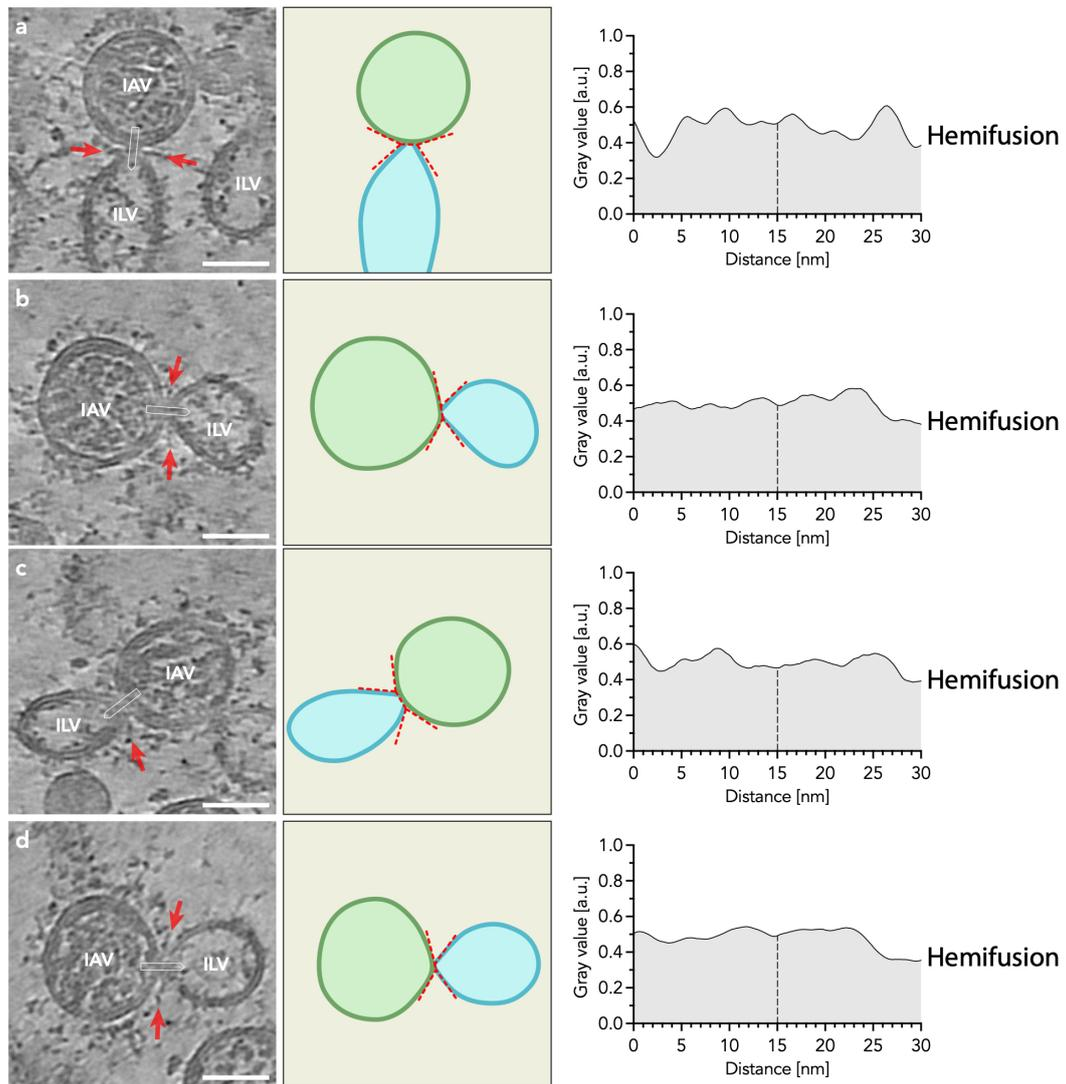 a
IAV
ILV
ILV
1.0
0.8
0.6
0.4
0.2
0.0
Gray value [a.u.]
0 5 10 15 20 25 30
Distance [nm]
Hemifusion
b
IAV
ILV
1.0
0.8
0.6
0.4
0.2
0.0
Gray value [a.u.]
0 5 10 15 20 25 30
Distance [nm]
Hemifusion
c
IAV
ILV
1.0
0.8
0.6
0.4
0.2
0.0
Gray value [a.u.]
0 5 10 15 20 25 30
Distance [nm]
Hemifusion
d
IAV
ILV
1.0
0.8
0.6
0.4
0.2
0.0
Gray value [a.u.]
0 5 10 15 20 25 30
Distance [nm]
Hemifusion